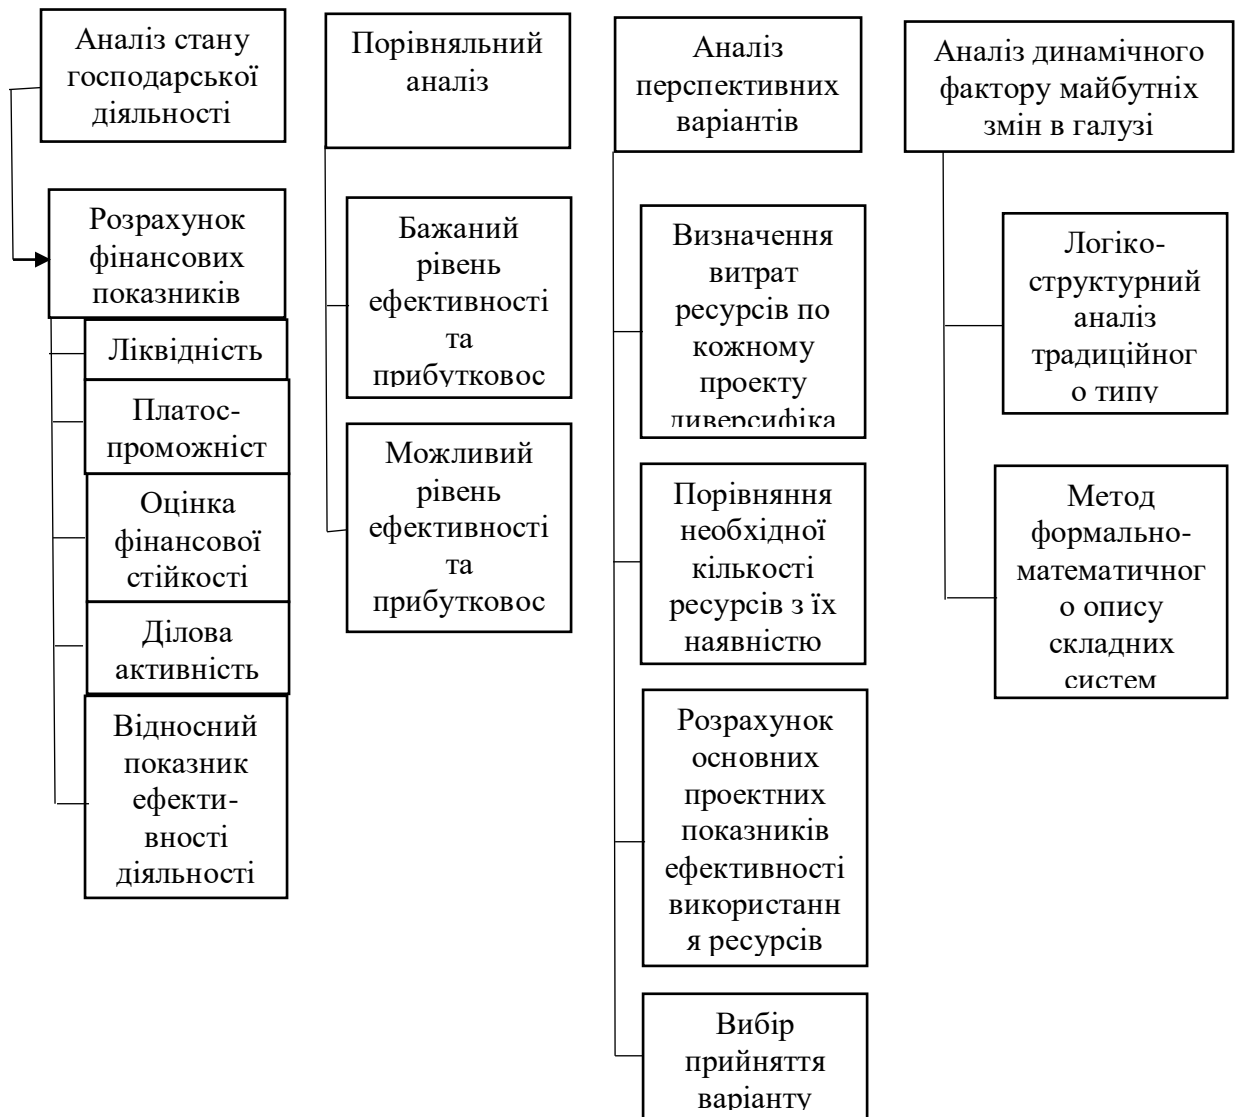 Аналіз стану
господарської
діяльності
Розрахунок
фінансових
показників
Ліквідність
Платос-
проможніст
Оцінка
фінансової
стійкості
Ділова
активність
Відносний
показник
ефекти-
вності
діяльності
Порівняльний
аналіз
Бажаний
рівень
ефективності
та
прибутковос
Можливий
рівень
ефективності
та
прибутковос
Аналіз
перспективних
варіантів
Визначення
витрат
ресурсів по
кожному
проекту
диверсифіка
Порівняння
необхідної
кількості
ресурсів з їх
наявністю
Розрахунок
основних
проектних
показників
ефективності
використанн
я ресурсів
Вибір
прийняття
варіанту
Аналіз динамічного
фактору майбутніх
змін в галузі
Логіко-
структурний
аналіз
традиційног
о типу
Метод
формально-
математичног
о опису
складних
систем